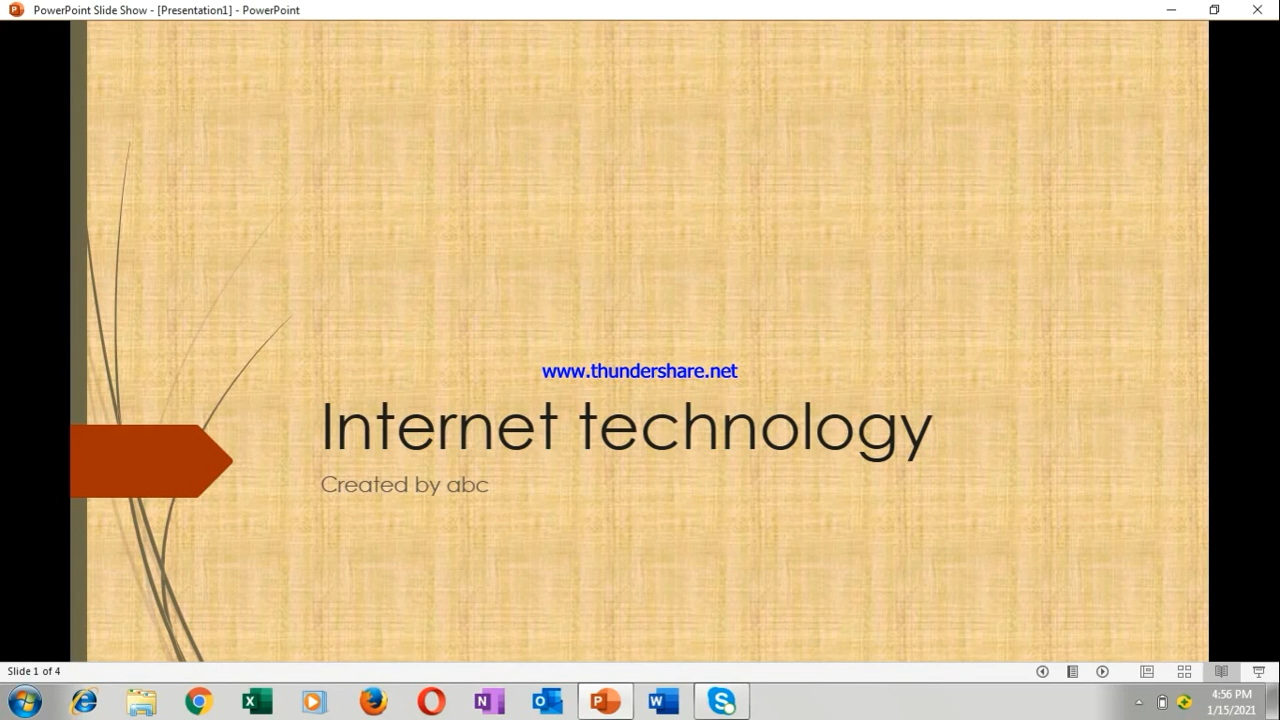 PowerPoint Slide Show - [Presentation1] - PowerPoint
www.thundershare.net
Internet technology
Created by abc
Slide 1 of 4
4:56 PM
1/15/2021